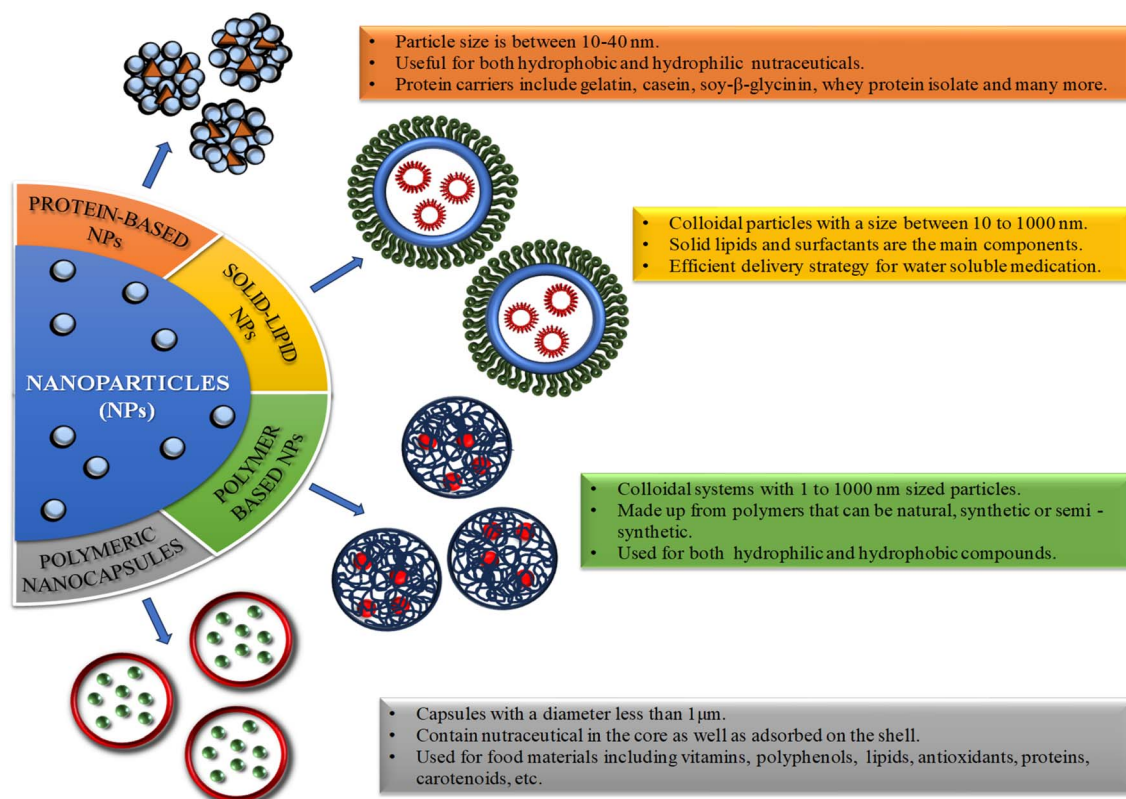 • Particle size is between 10-40 nm.
• Useful for both hydrophobic and hydrophilic nutraceuticals.
• Protein carriers include gelatin, casein, soy-β-glycinin, whey protein isolate and many more.
PROTEIN-BASED
NPs
SOLID-LIPID
NPs
• Colloidal particles with a size between 10 to 1000 nm.
• Solid lipids and surfactants are the main components.
• Efficient delivery strategy for water soluble medication.
NANOPARTICLES
(NPs)
POLYMER
BASED NPs
• Colloidal systems with 1 to 1000 nm sized particles.
• Made up from polymers that can be natural, synthetic or semi -
synthetic.
• Used for both hydrophilic and hydrophobic compounds.
POLYMERIC
NANOCAPSULES
• Capsules with a diameter less than 1μm.
• Contain nutraceutical in the core as well as adsorbed on the shell.
• Used for food materials including vitamins, polyphenols, lipids, antioxidants, proteins,
carotenoids, etc.